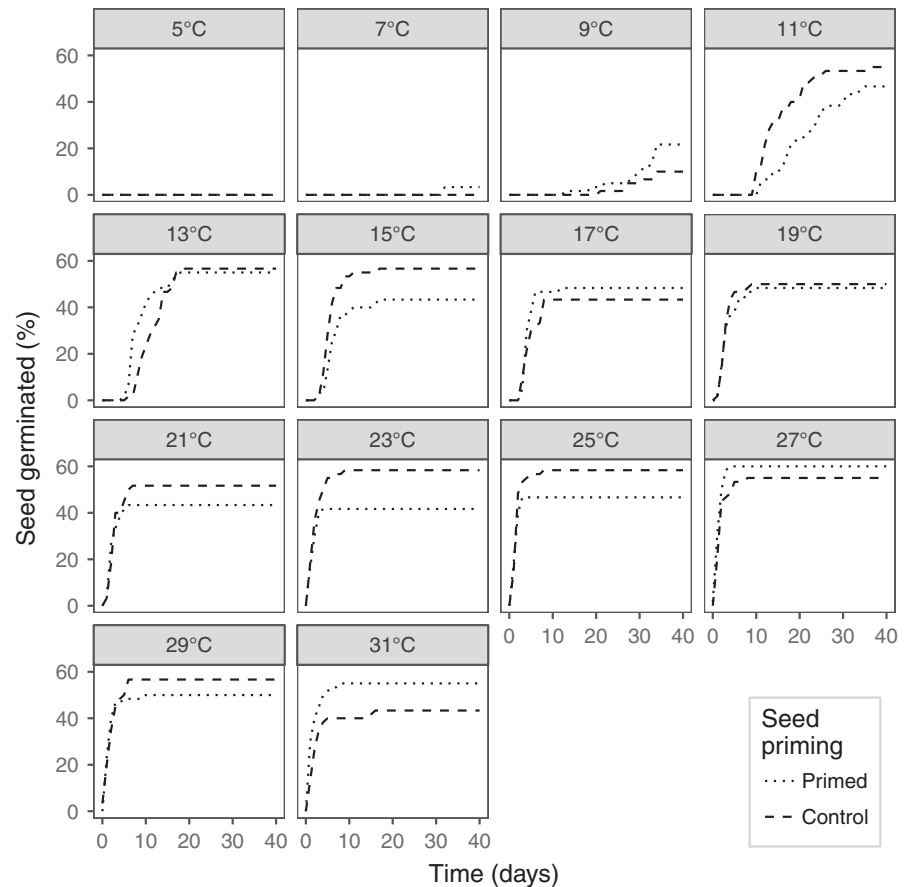 5°C 7°C 9°C 11°C
60
40
20
0
13°C 15°C 17°C 19°C
60
40
20
0
21°C 23°C 25°C 27°C
60
40
20
0
0 10 20 30 40 0 10 20 30 40
29°C 31°C
60
40
20
0
0 10 20 30 40 0 10 20 30 40
Seed germinated (%)
Time (days)
Seed
priming
Primed
Control